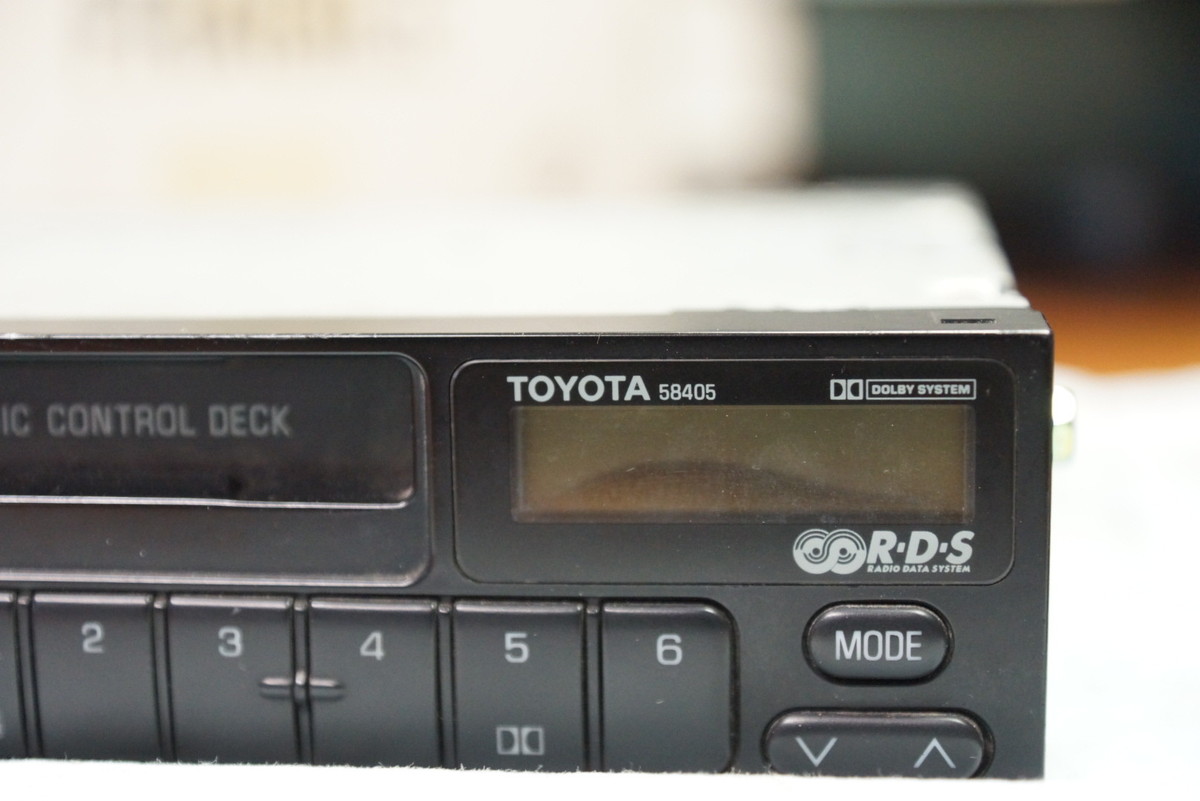 TOYOTA 58405
DOLBY SYSTEM
IC CONTROL DECK
R·D·S
RADIO DATA SYSTEM
2 3 4 5 6
MODE